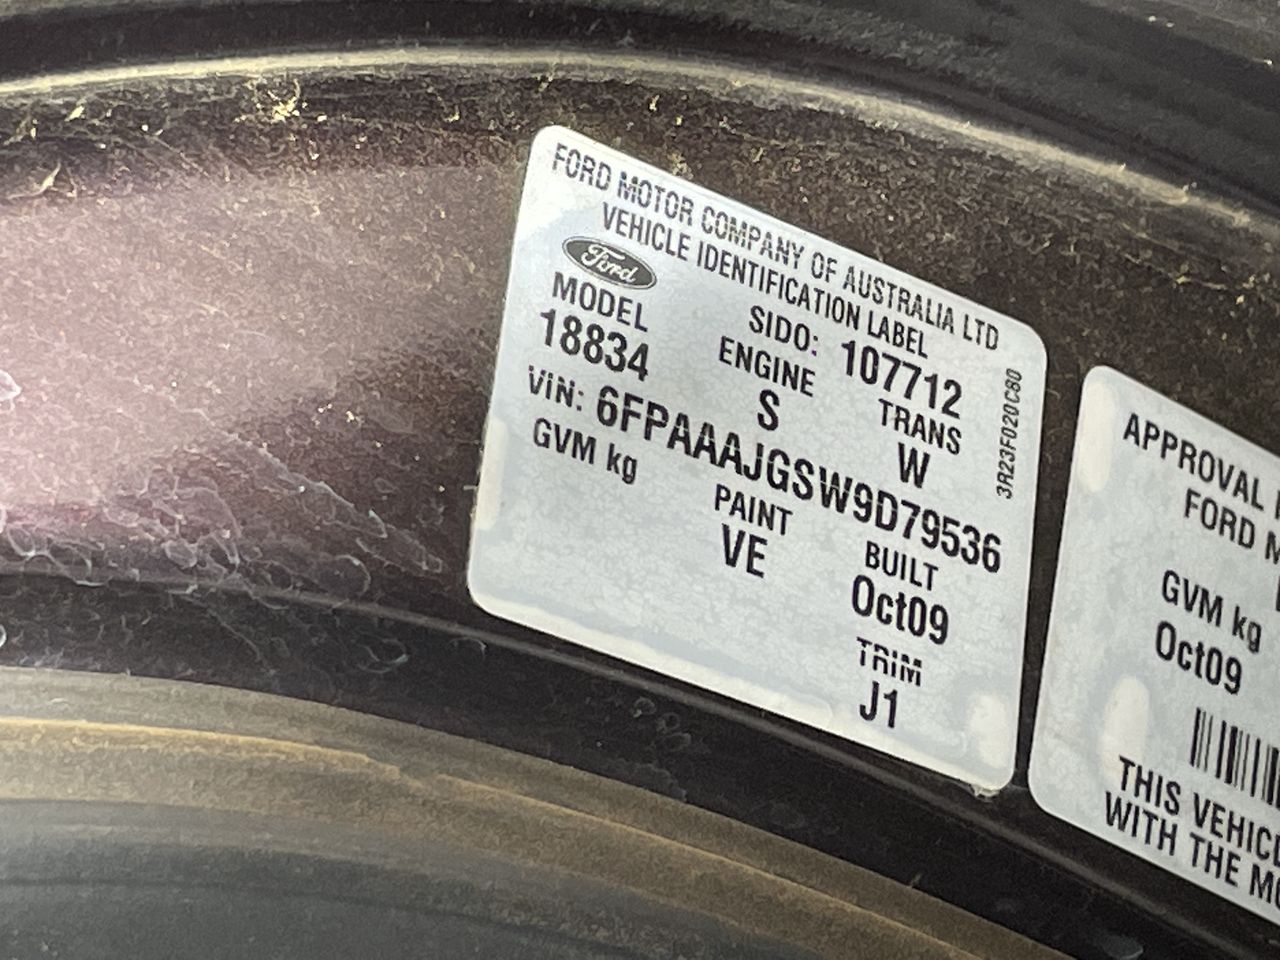 FORD MOTOR COMPANY OF AUSTRALIA LTD
VEHICLE IDENTIFICATION LABEL
Ford
SIDO: 107712
MODEL ENGINE TRANS
18834 S W
VIN: 6FPAAAJGSW9D79536
GVM kg PAINT BUILT
VE Oct09
TRIM
J1
3R23F020C80
APPROVAL
FORD
GVM kg
Oct09
THIS
WITH THE